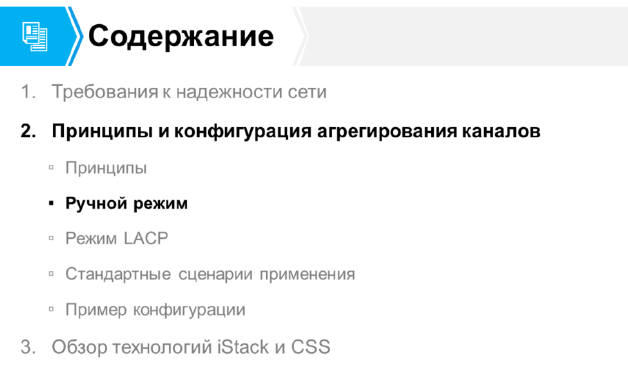 Содержание
1. Требования к надежности сети
2. Принципы и конфигурация агрегирования каналов
▫ Принципы
▪ Ручной режим
▫ Режим LACP
▫ Стандартные сценарии применения
▫ Пример конфигурации
3. Обзор технологий iStack и CSS